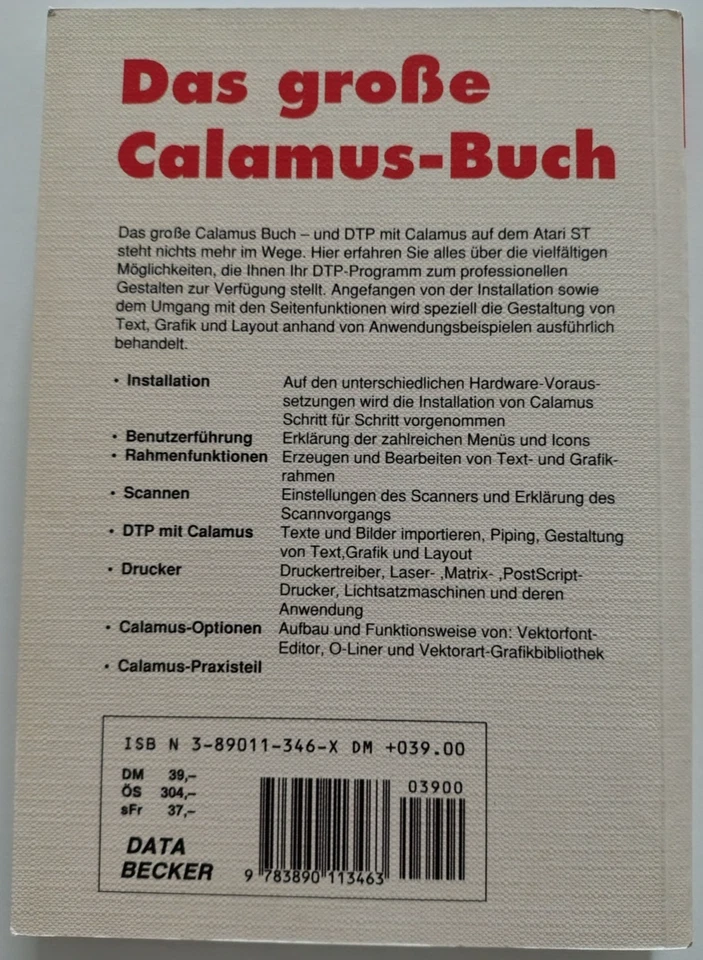 Das große
Calamus-Buch
Das große Calamus Buch – und DTP mit Calamus auf dem Atari ST
steht nichts mehr im Wege. Hier erfahren Sie alles über die vielfältigen
Möglichkeiten, die Ihnen Ihr DTP-Programm zum professionellen
Gestalten zur Verfügung stellt. Angefangen von der Installation sowie
dem Umgang mit den Seitenfunktionen wird speziell die Gestaltung von
Text, Grafik und Layout anhand von Anwendungsbeispielen ausführlich
behandelt.
• Installation Auf den unterschiedlichen Hardware-Voraus-
setzungen wird die Installation von Calamus
Schritt für Schritt vorgenommen
• Benutzerführung Erklärung der zahlreichen Menüs und Icons
• Rahmenfunktionen Erzeugen und Bearbeiten von Text- und Grafik-
rahmen
• Scannen Einstellungen des Scanners und Erklärung des
Scannvorgangs
• DTP mit Calamus Texte und Bilder importieren, Piping, Gestaltung
von Text,Grafik und Layout
• Drucker Druckertreiber, Laser- ,Matrix- ,PostScript-
Drucker, Lichtsatzmaschinen und deren
Anwendung
• Calamus-Optionen Aufbau und Funktionsweise von: Vektorfont-
Editor, O-Liner und Vektorart-Grafikbibliothek
• Calamus-Praxisteil
ISB N 3-89011-346-X DM +039.00
DM 39,–
ÖS 304,–
sFr 37,–
03900
DATA
BECKER
9 783890 113463